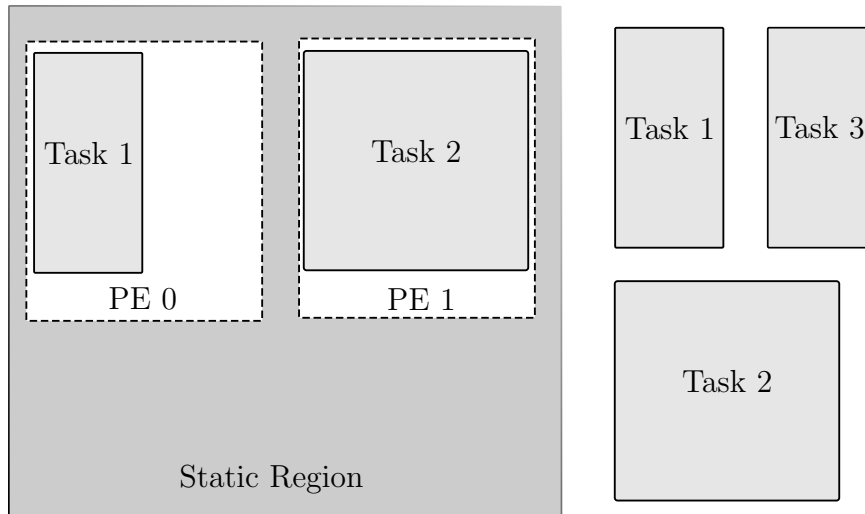 Task 1
Task 2
PE 0
PE 1
Static Region
Task 1
Task 3
Task 2